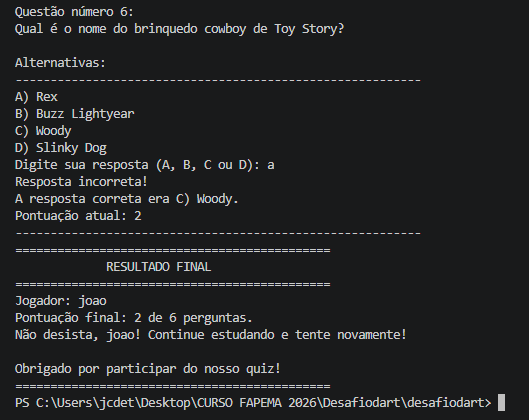 Questão número 6:
Qual é o nome do brinquedo cowboy de Toy Story?
Alternativas:
----------------------------------------------------------
A) Rex
B) Buzz Lightyear
C) Woody
D) Slinky Dog
Digite sua resposta (A, B, C ou D): a
Resposta incorreta!
A resposta correta era C) Woody.
Pontuação atual: 2
----------------------------------------------------------
=============================================
RESULTADO FINAL
=============================================
Jogador: joao
Pontuação final: 2 de 6 perguntas.
Não desista, joao! Continue estudando e tente novamente!
Obrigado por participar do nosso quiz!
=============================================
PS C:\Users\jcdet\Desktop\CURSO FAPEMA 2026\Desafiodart\desafiodart>